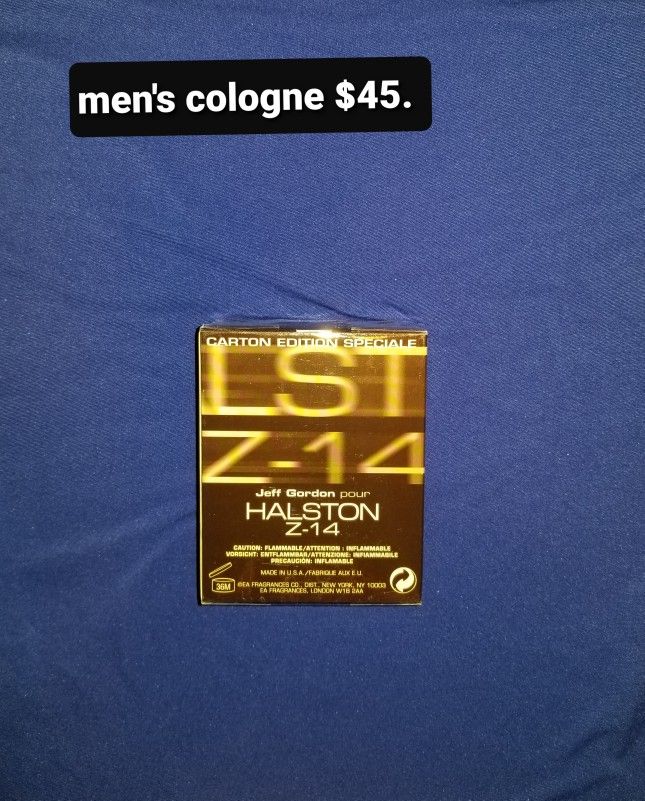 men's cologne $45.
CARTON EDITION SPECIALE
LST
Z-14
Jeff Gordon pour
HALSTON
Z-14
CAUTION: FLAMMABLE/ATTENTION : INFLAMMABLE
VORSICHT: ENTFLAMMBAR/ATTENZIONE: INFIAMMABILE
PRECAUCIÓN: INFLAMABLE
MADE IN U.S.A./FABRIQUE AUX E.U.
36M
©EA FRAGRANCES CO., DIST., NEW YORK, NY 10003
EA FRAGRANCES, LONDON W1B 2AA